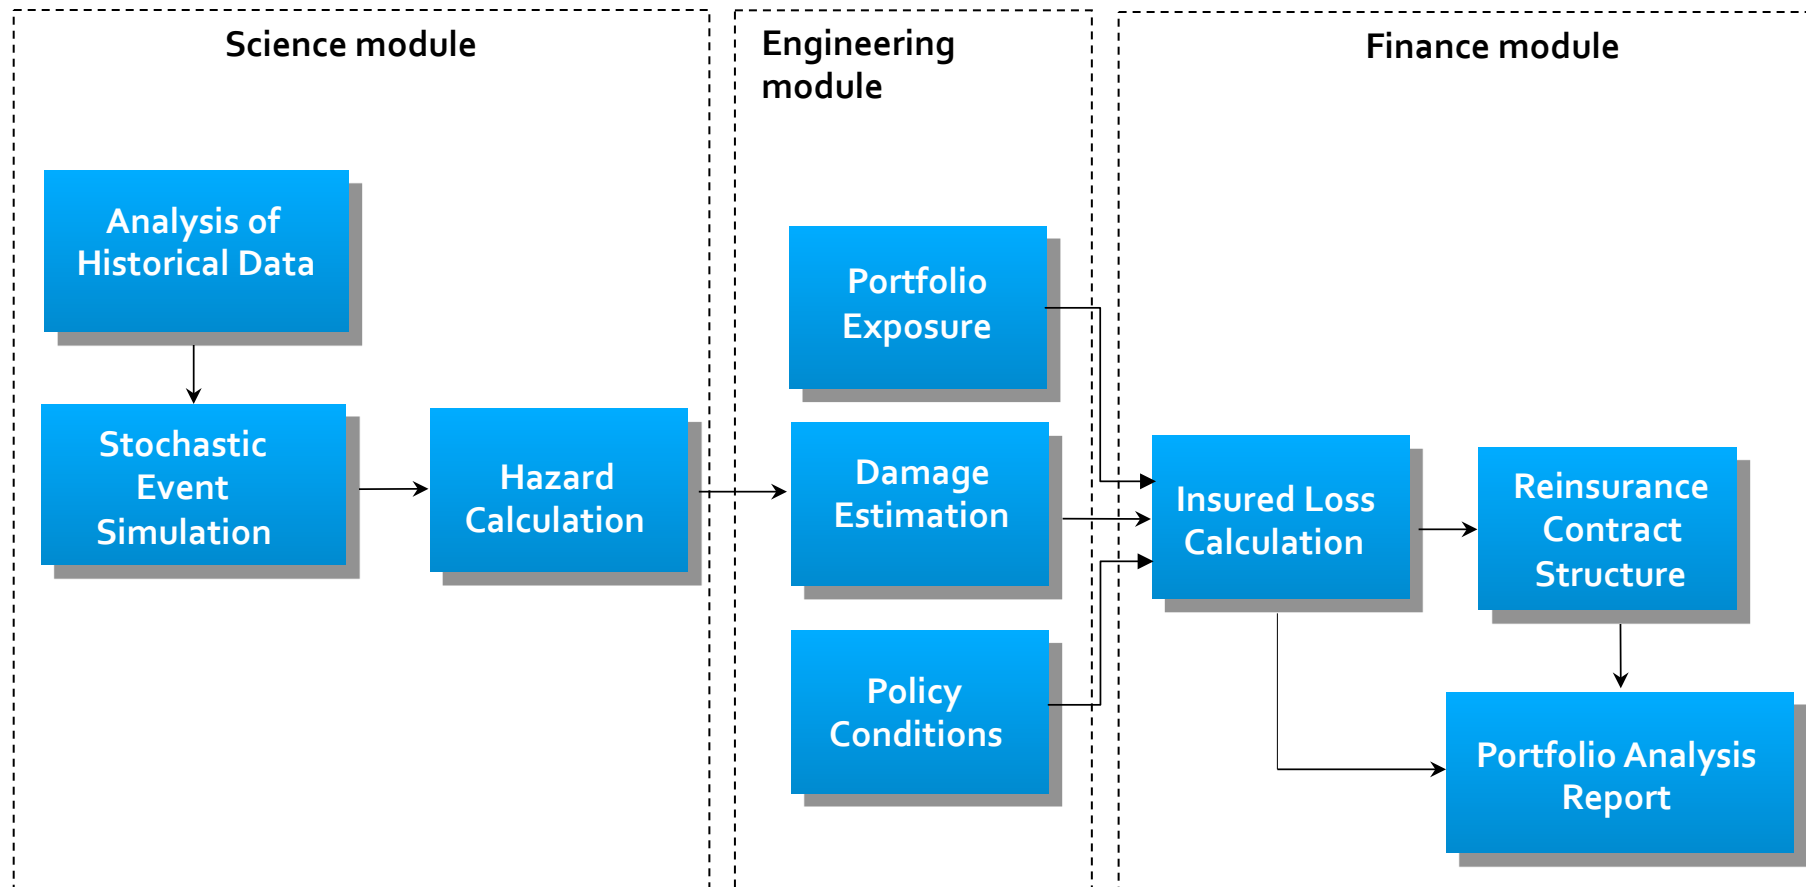 Science module
Engineering
module
Finance module
Analysis of
Historical Data
Stochastic
Event
Simulation
Hazard
Calculation
Portfolio
Exposure
Damage
Estimation
Policy
Conditions
Insured Loss
Calculation
Reinsurance
Contract
Structure
Portfolio Analysis
Report